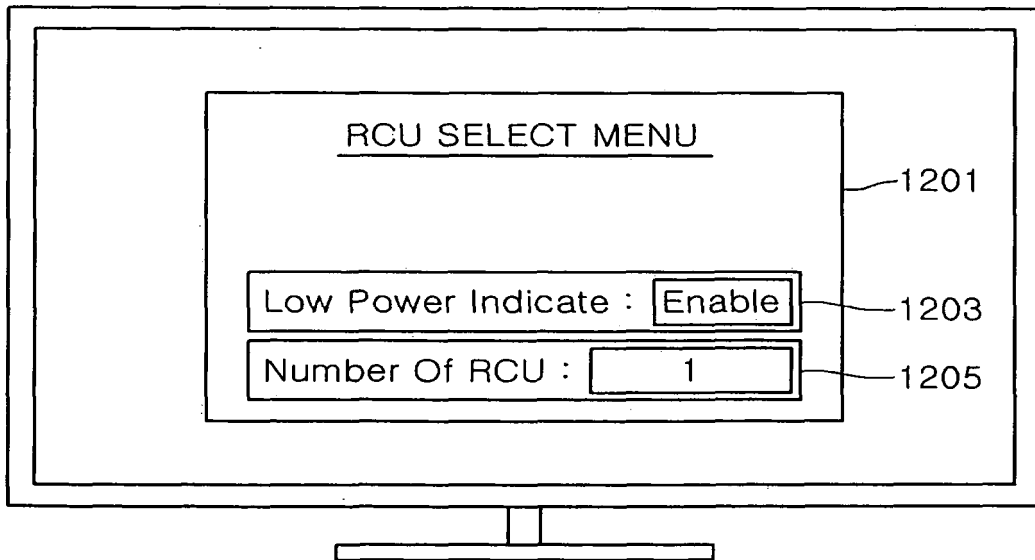 RCU SELECT MENU
1201
Low Power Indicate : Enable
1203
Number Of RCU : 1
1205